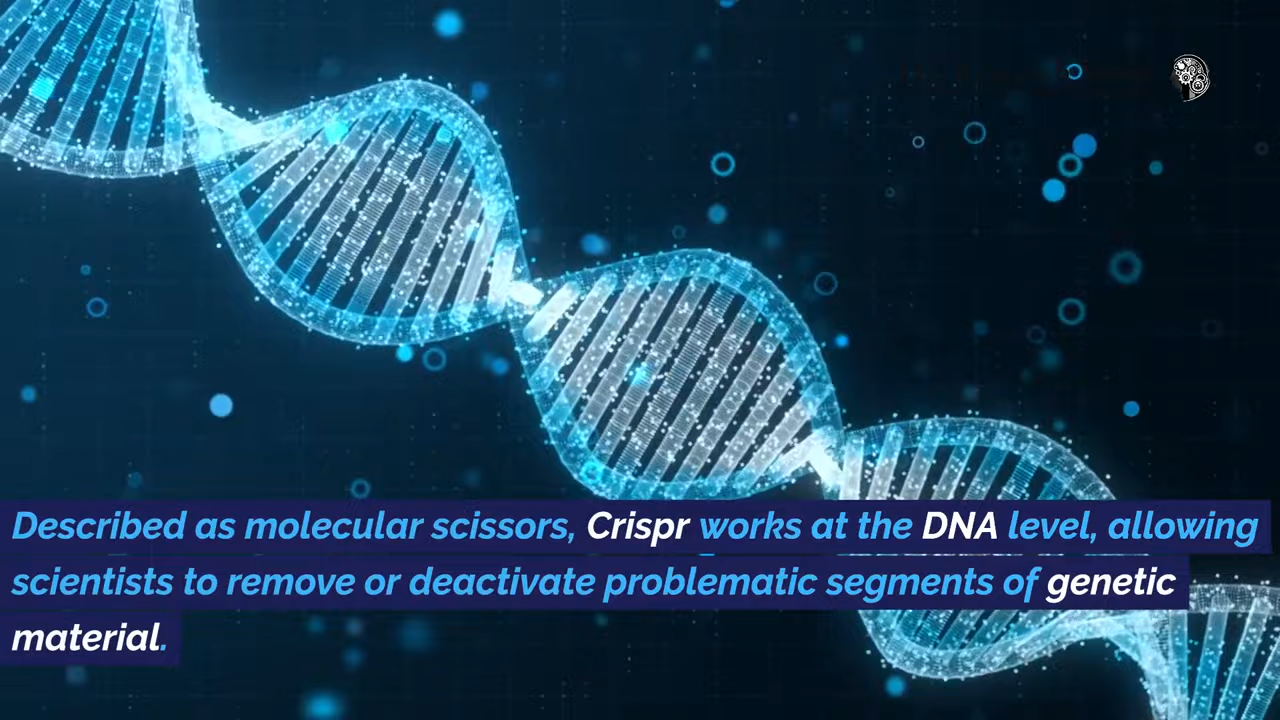 Described as molecular scissors, Crispr works at the DNA level, allowing
scientists to remove or deactivate problematic segments of genetic
material.